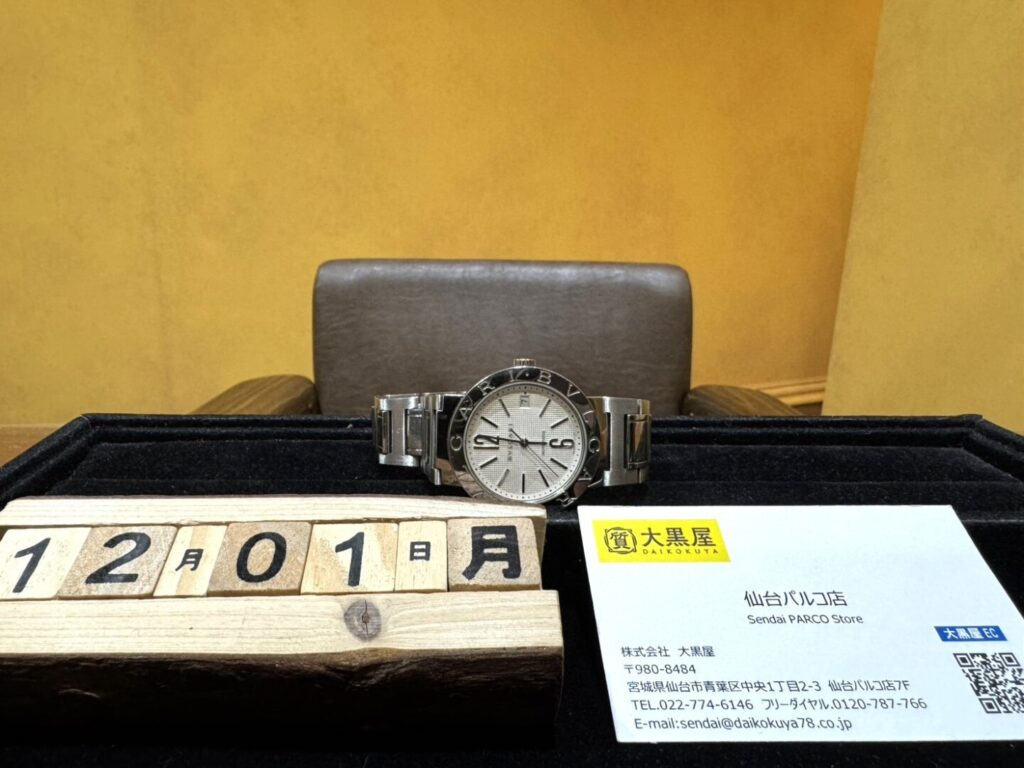 BVLGARI
12 6
12月01日月
質 大黒屋
DAIKOKUYA
仙台パルコ店
Sendai PARCO Store
大黒屋 EC
株式会社 大黒屋
〒980-8484
宮城県仙台市青葉区中央1丁目2-3 仙台パルコ店7F
TEL.022-774-6146 フリーダイヤル.0120-787-766
E-mail:sendai@daikokuya78.co.jp